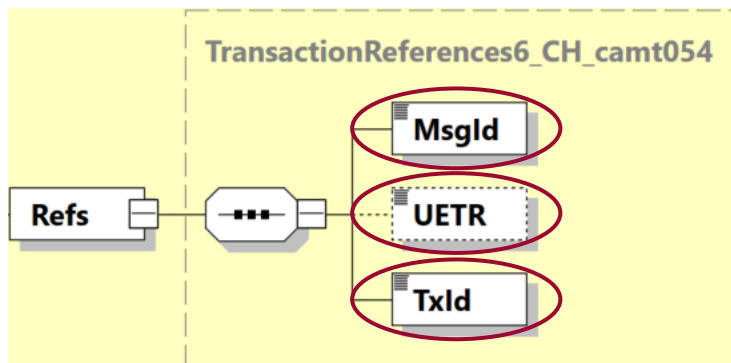 TransactionReferences6_CH_camt054
MsgId
Refs
UETR
TxId